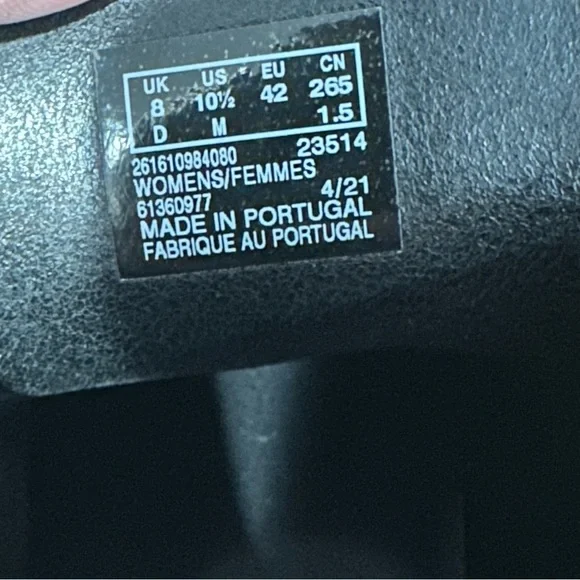 UK US EU CN
8 10½ 42 265
D M 1.5
261610984080 23514
WOMENS/FEMMES
61360977 4/21
MADE IN PORTUGAL
FABRIQUE AU PORTUGAL